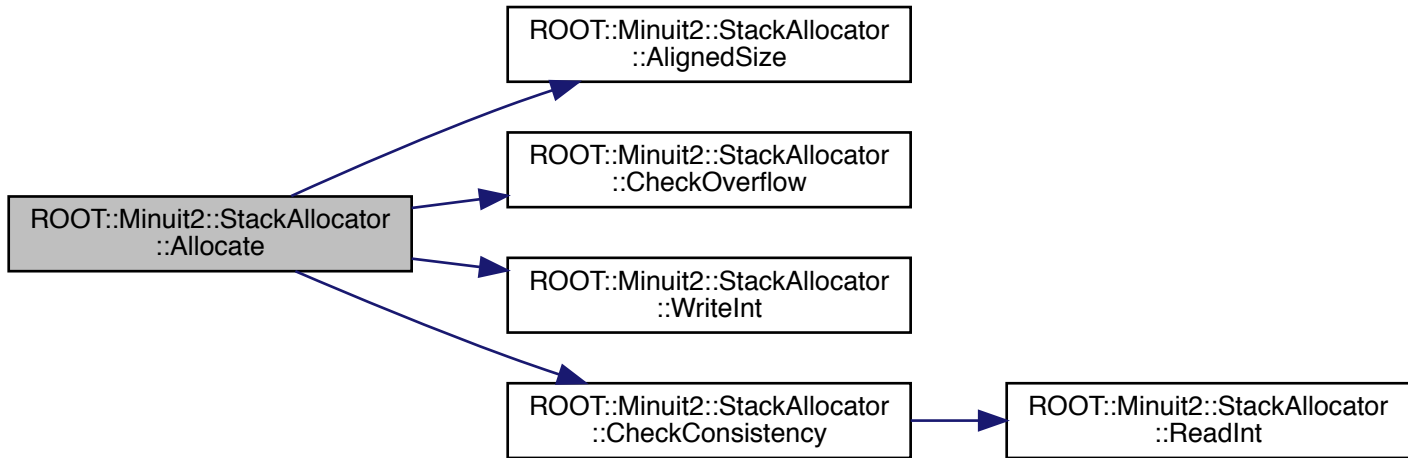 ROOT::Minuit2::StackAllocator
::AlignedSize
ROOT::Minuit2::StackAllocator
::CheckOverflow
ROOT::Minuit2::StackAllocator
::Allocate
ROOT::Minuit2::StackAllocator
::WriteInt
ROOT::Minuit2::StackAllocator
::CheckConsistency
ROOT::Minuit2::StackAllocator
::ReadInt